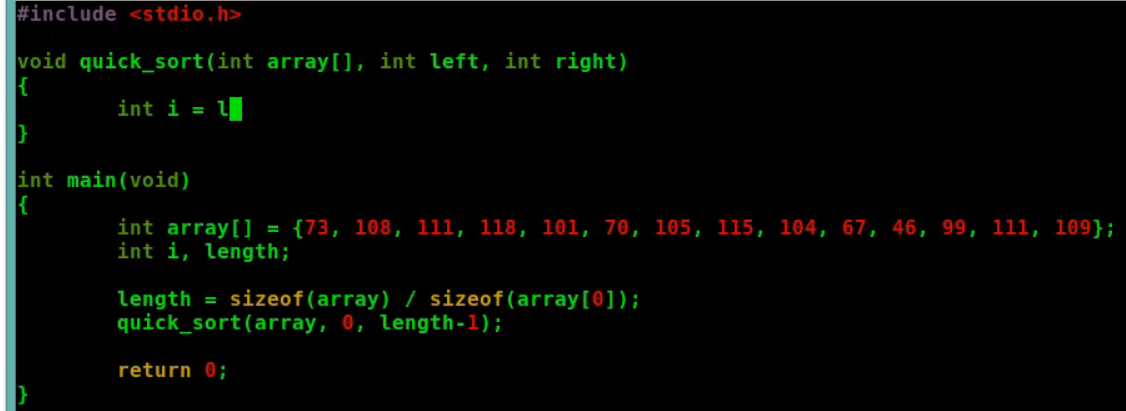 #include <stdio.h>
void quick_sort(int array[], int left, int right)
{
int i = l
}
int main(void)
{
int array[] = {73, 108, 111, 118, 101, 70, 105, 115, 104, 67, 46, 99, 111, 109};
int i, length;
length = sizeof(array) / sizeof(array[0]);
quick_sort(array, 0, length-1);
return 0;
}